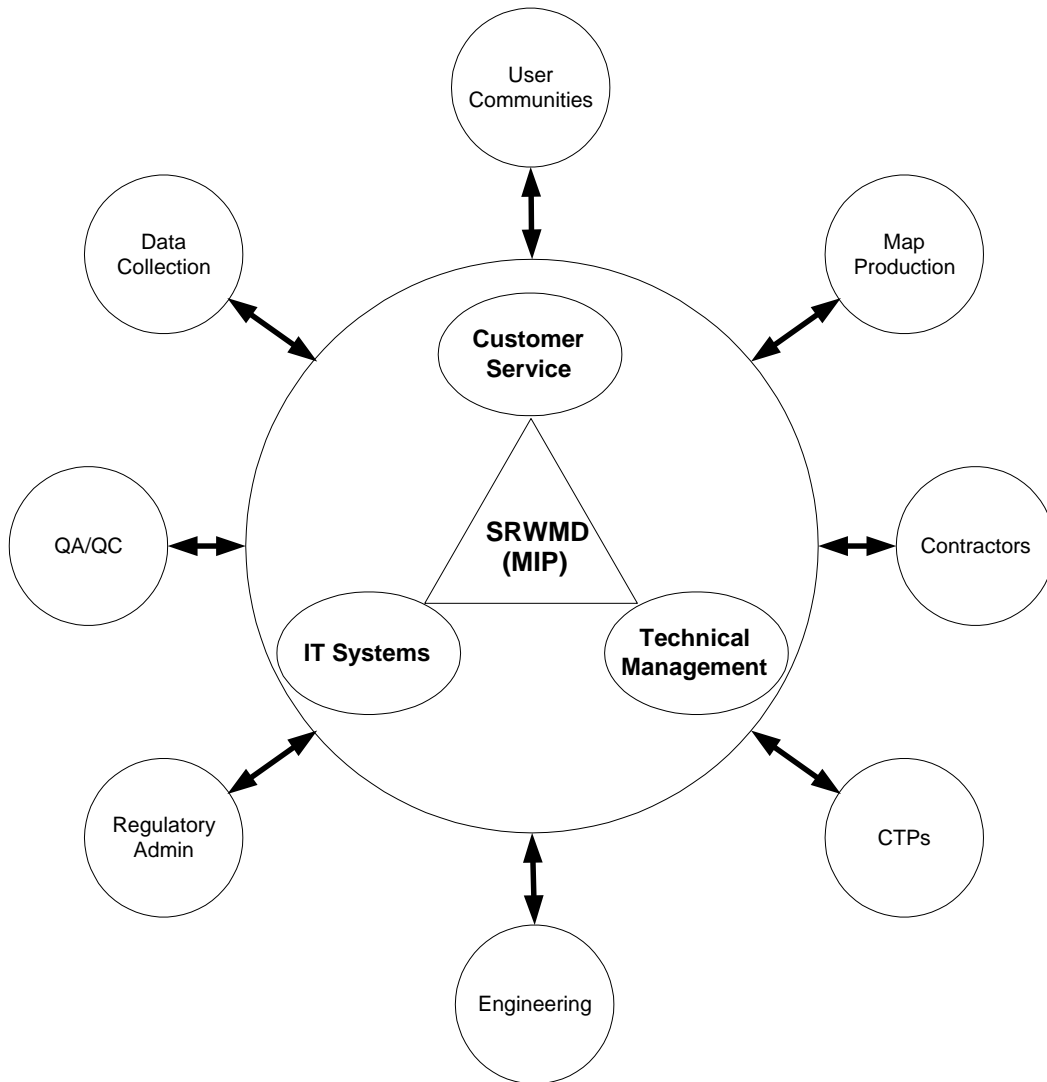 User
Communities
Data
Collection
Map
Production
Customer
Service
QA/QC
SRWMD
(MIP)
Contractors
IT Systems
Technical
Management
Regulatory
Admin
CTPs
Engineering